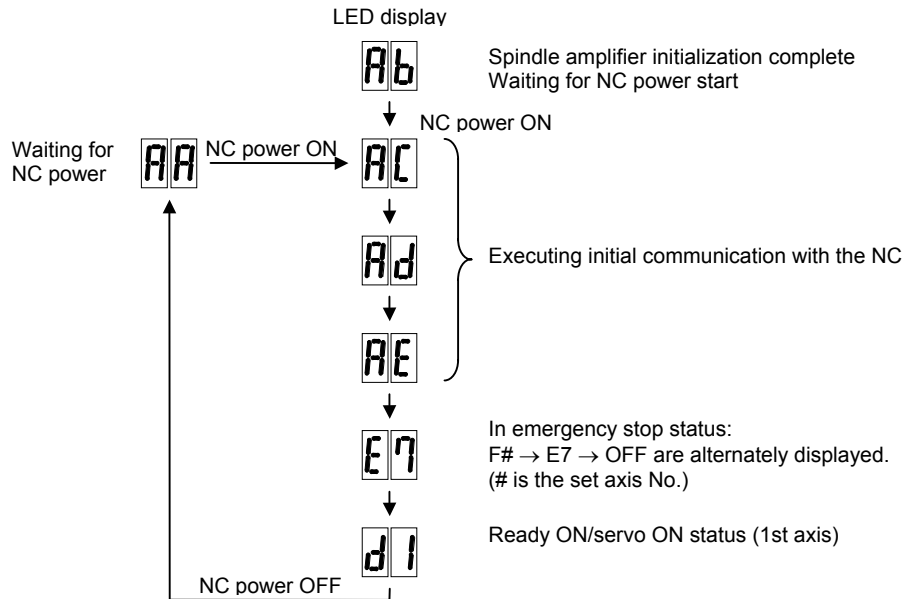 LED display
Ab
Spindle amplifier initialization complete
Waiting for NC power start
NC power ON
Waiting for
NC power
AA
NC power ON
AC
Ad
Executing initial communication with the NC
AE
E7
In emergency stop status:
F# → E7 → OFF are alternately displayed.
(# is the set axis No.)
d1
Ready ON/servo ON status (1st axis)
NC power OFF